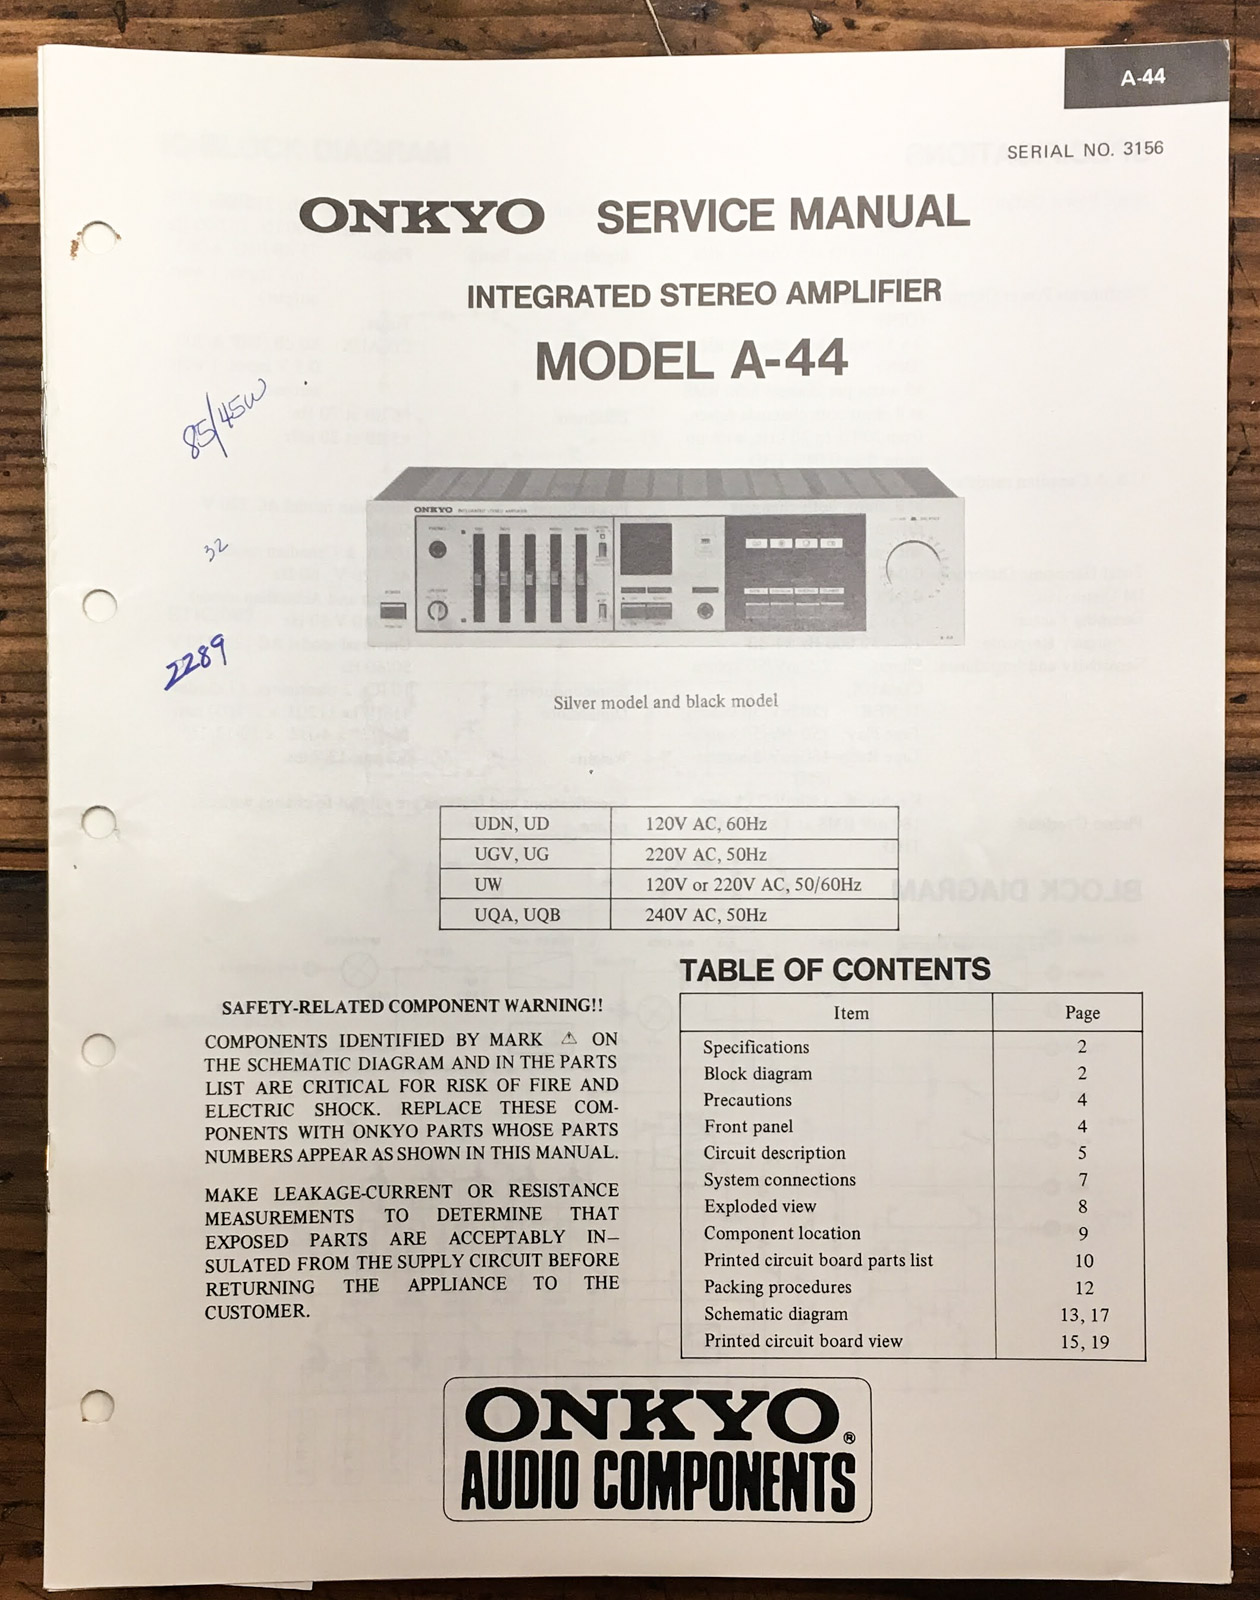 A-44
SERIAL NO. 3156
ONKYO SERVICE MANUAL
INTEGRATED STEREO AMPLIFIER
MODEL A-44
85/45W
32
2289
ONKYO INTEGRATED STEREO AMPLIFIER
A-44
Silver model and black model
UDN, UD 120V AC, 60Hz
UGV, UG 220V AC, 50Hz
UW 120V or 220V AC, 50/60Hz
UQA, UQB 240V AC, 50Hz
SAFETY-RELATED COMPONENT WARNING!!
COMPONENTS IDENTIFIED BY MARK ⚠ ON
THE SCHEMATIC DIAGRAM AND IN THE PARTS
LIST ARE CRITICAL FOR RISK OF FIRE AND
ELECTRIC SHOCK. REPLACE THESE COM-
PONENTS WITH ONKYO PARTS WHOSE PARTS
NUMBERS APPEAR AS SHOWN IN THIS MANUAL.
MAKE LEAKAGE-CURRENT OR RESISTANCE
MEASUREMENTS TO DETERMINE THAT
EXPOSED PARTS ARE ACCEPTABLY IN–
SULATED FROM THE SUPPLY CIRCUIT BEFORE
RETURNING THE APPLIANCE TO THE
CUSTOMER.
TABLE OF CONTENTS
Item Page
Specifications 2
Block diagram 2
Precautions 4
Front panel 4
Circuit description 5
System connections 7
Exploded view 8
Component location 9
Printed circuit board parts list 10
Packing procedures 12
Schematic diagram 13, 17
Printed circuit board view 15, 19
ONKYO®
AUDIO COMPONENTS